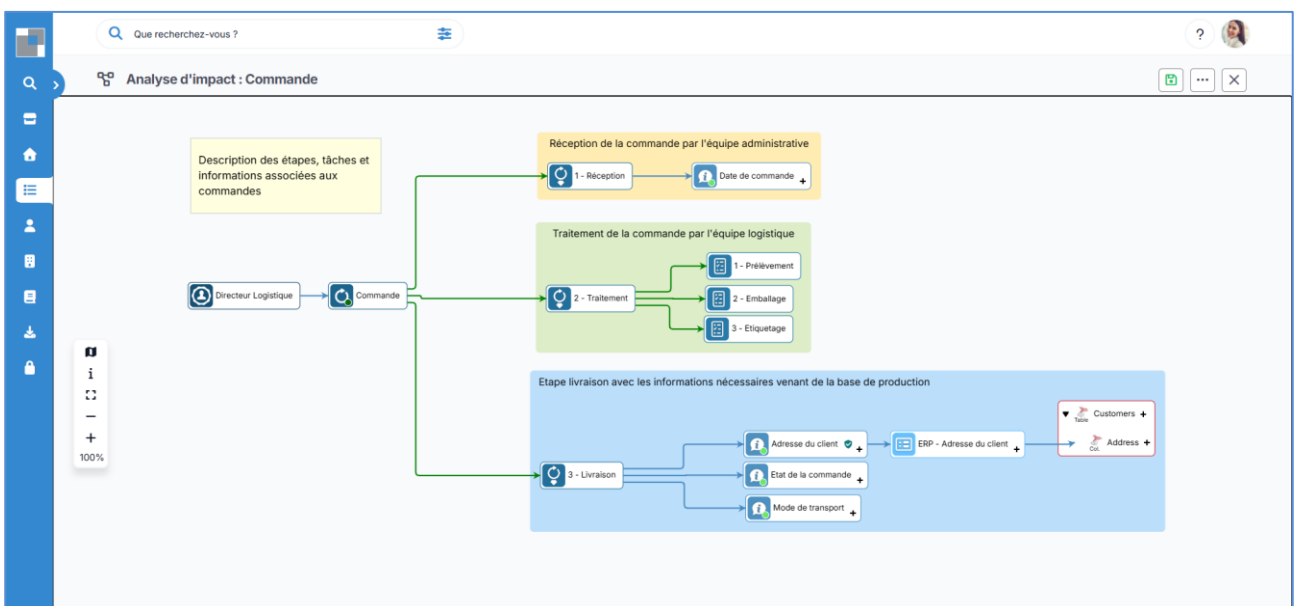 Que recherchez-vous ?
?
Analyse d'impact : Commande
Description des étapes, tâches et
informations associées aux
commandes
Réception de la commande par l'équipe administrative
1 - Réception
Date de commande
+
Traitement de la commande par l'équipe logistique
1 - Prélèvement
Directeur Logistique
Commande
2 - Traitement
2 - Emballage
3 - Etiquetage
i
−
+
100%
Etape livraison avec les informations nécessaires venant de la base de production
Customers +
Table
Adresse du client +
ERP - Adresse du client +
Address +
Col.
3 - Livraison
Etat de la commande +
Mode de transport +